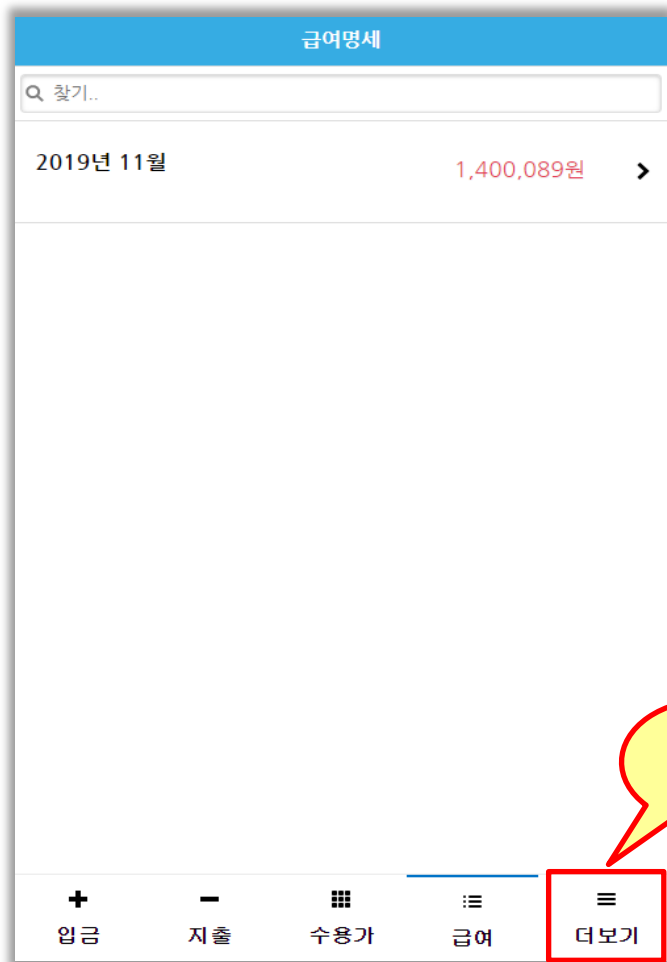 급여명세
찾기..
2019년 11월
1,400,089원
입금 지출 수용가 급여 더보기